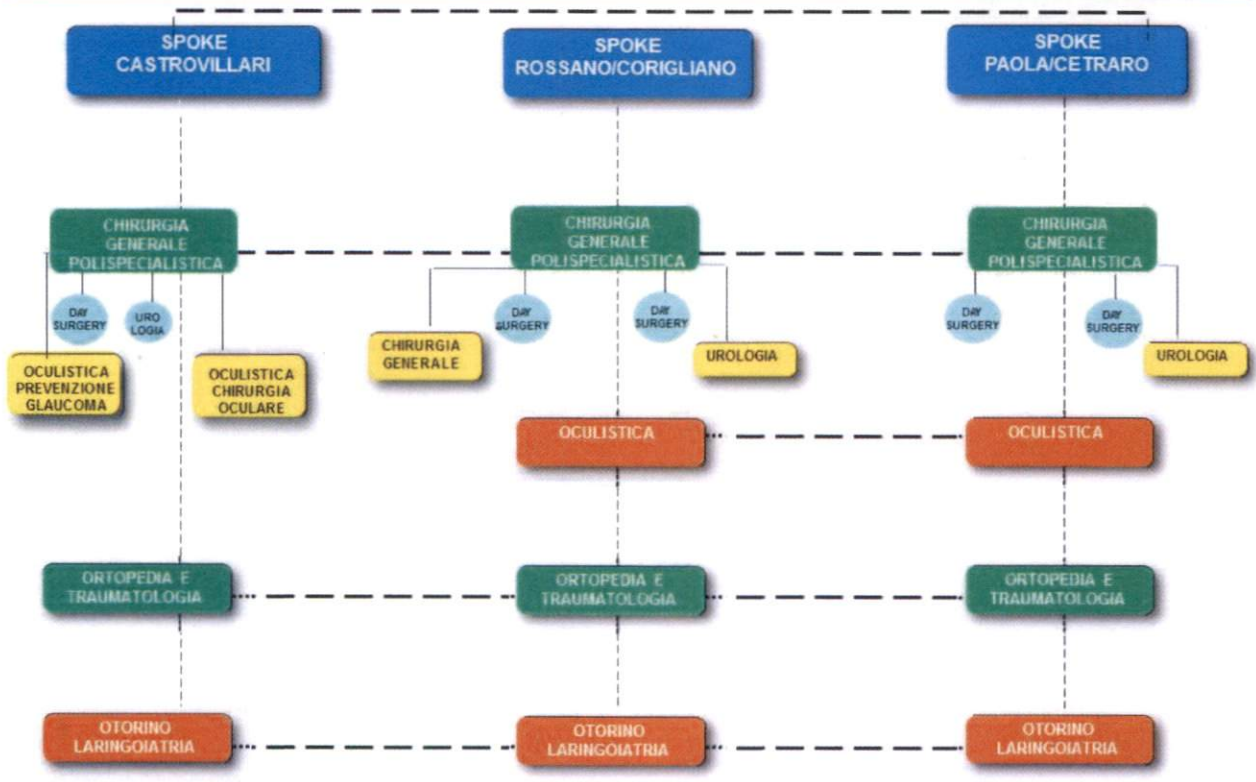 SPOKE
CASTROVILLARI
SPOKE
ROSSANO/CORIGLIANO
SPOKE
PAOLA/CETRARO
CHIRURGIA
GENERALE
POLISPECIALISTICA
CHIRURGIA
GENERALE
POLISPECIALISTICA
CHIRURGIA
GENERALE
POLISPECIALISTICA
DAY
SURGERY
URO
LOGIA
DAY
SURGERY
DAY
SURGERY
DAY
SURGERY
DAY
SURGERY
OCULISTICA
PREVENZIONE
GLAUCOMA
OCULISTICA
CHIRURGIA
OCULARE
CHIRURGIA
GENERALE
UROLOGIA
UROLOGIA
OCULISTICA
OCULISTICA
ORTOPEDIA E
TRAUMATOLOGIA
ORTOPEDIA E
TRAUMATOLOGIA
ORTOPEDIA E
TRAUMATOLOGIA
OTORINO
LARINGOIATRIA
OTORINO
LARINGOIATRIA
OTORINO
LARINGOIATRIA